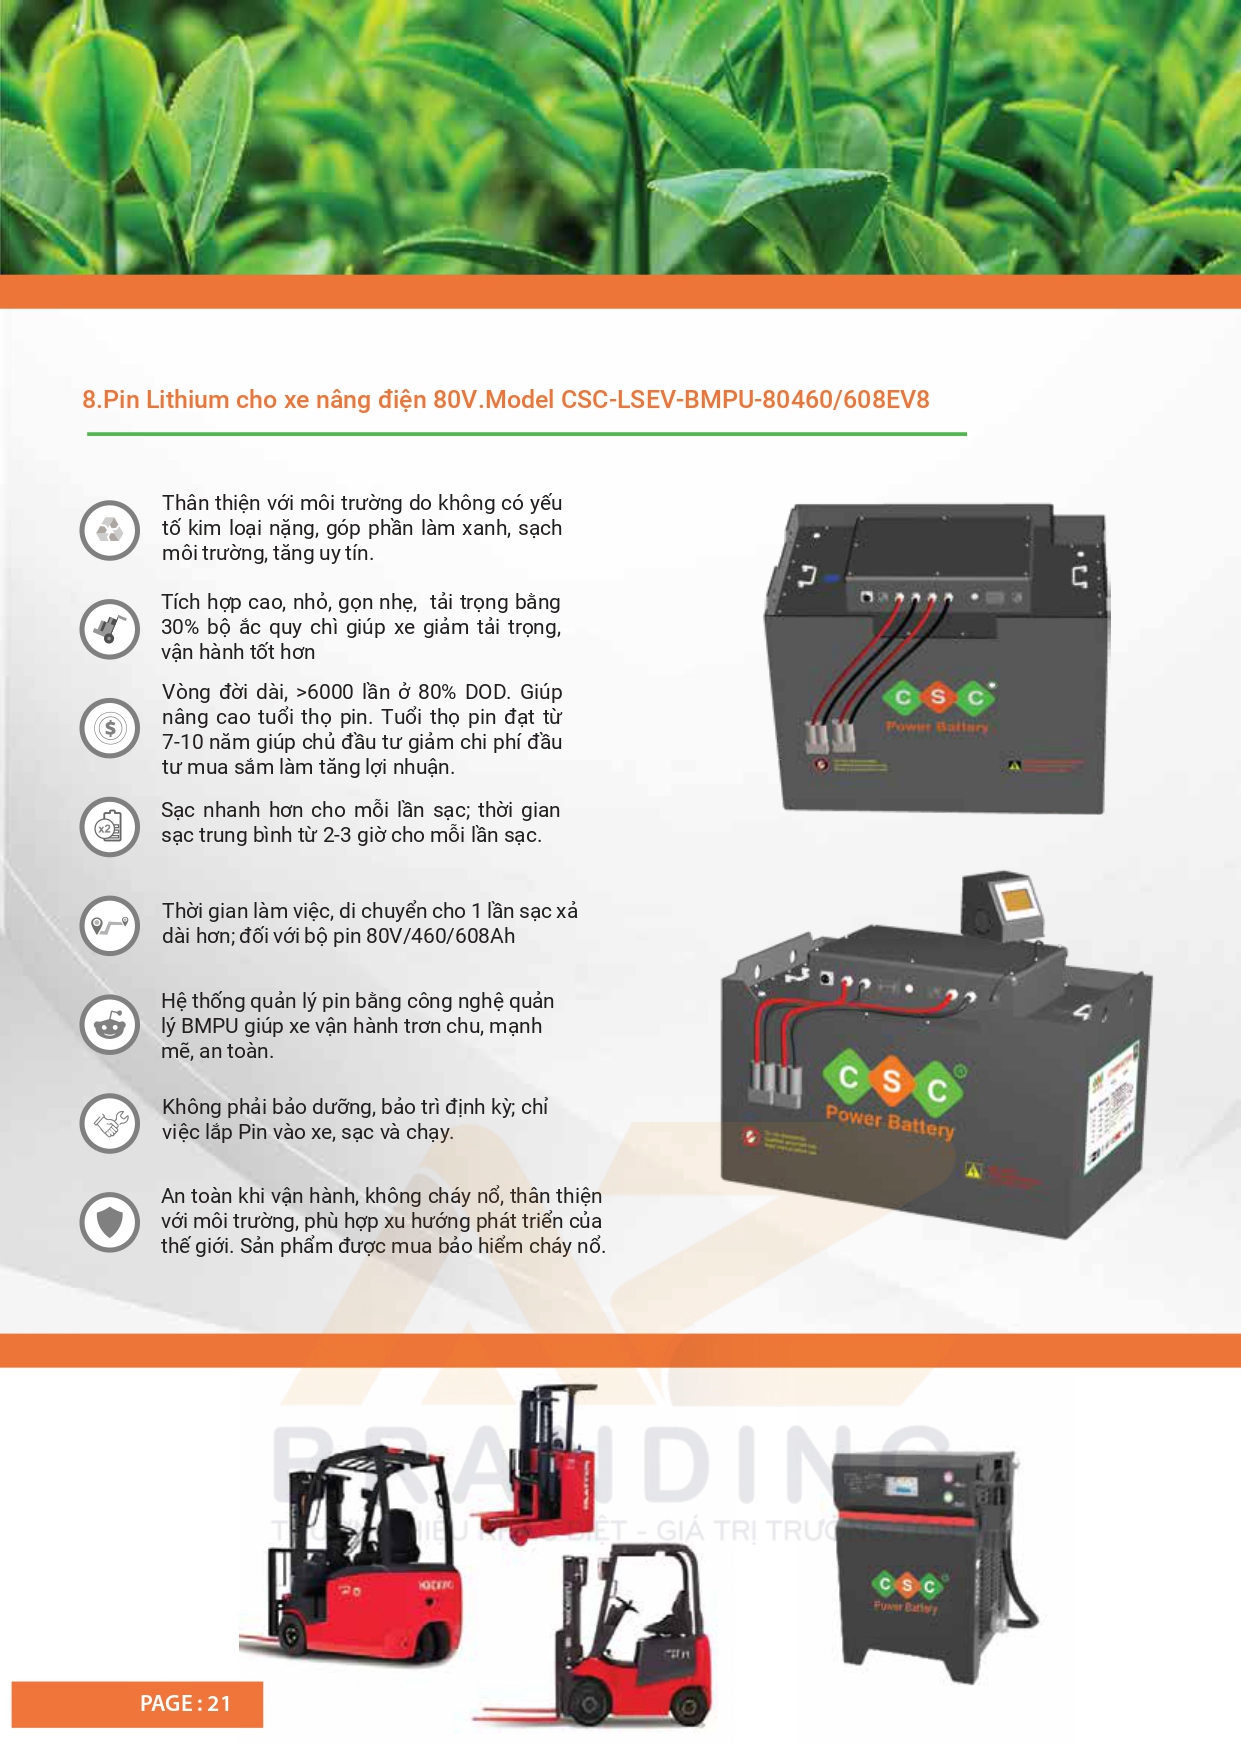 8.Pin Lithium cho xe nâng điện 80V.Model CSC-LSEV-BMPU-80460/608EV8
Thân thiện với môi trường do không có yếu
tố kim loại nặng, góp phần làm xanh, sạch
môi trường, tăng uy tín.
Tích hợp cao, nhỏ, gọn nhẹ, tải trọng bằng
30% bộ ắc quy chì giúp xe giảm tải trọng,
vận hành tốt hơn
Vòng đời dài, >6000 lần ở 80% DOD. Giúp
nâng cao tuổi thọ pin. Tuổi thọ pin đạt từ
7-10 năm giúp chủ đầu tư giảm chi phí đầu
tư mua sắm làm tăng lợi nhuận.
x2
Sạc nhanh hơn cho mỗi lần sạc; thời gian
sạc trung bình từ 2-3 giờ cho mỗi lần sạc.
Thời gian làm việc, di chuyển cho 1 lần sạc xả
dài hơn; đối với bộ pin 80V/460/608Ah
Hệ thống quản lý pin bằng công nghệ quản
lý BMPU giúp xe vận hành trơn chu, mạnh
mẽ, an toàn.
Không phải bảo dưỡng, bảo trì định kỳ; chỉ
việc lắp Pin vào xe, sạc và chạy.
An toàn khi vận hành, không cháy nổ, thân thiện
với môi trường, phù hợp xu hướng phát triển của
thế giới. Sản phẩm được mua bảo hiểm cháy nổ.
CSC
Power Battery
CSC
Power Battery
AZ
BRANDING
BIỆT - GIÁ TRỊ
CSC
Power Battery
PAGE : 21